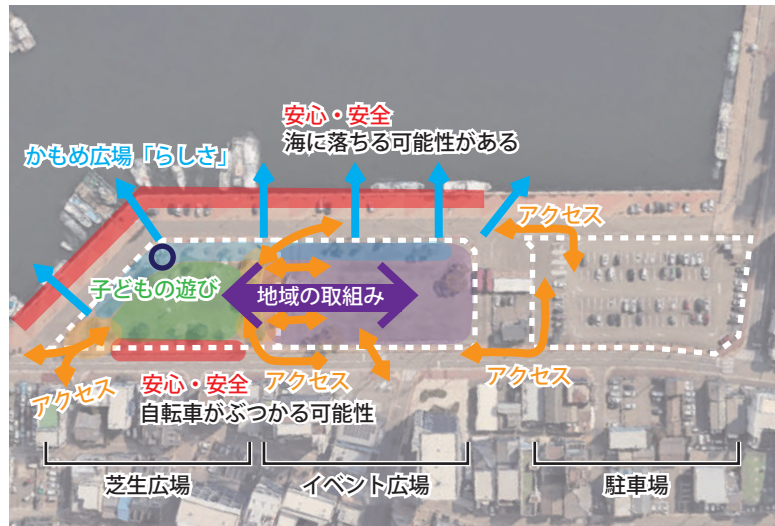 安心・安全
海に落ちる可能性がある
かもめ広場「らしさ」
アクセス
子どもの遊び
地域の取組み
アクセス
安心・安全
アクセス
アクセス
自転車がぶつかる可能性
芝生広場
イベント広場
駐車場